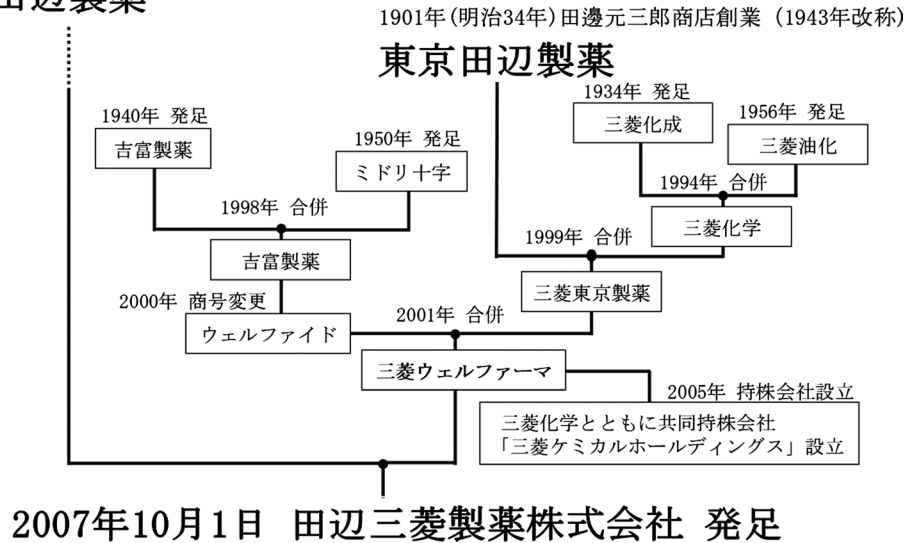 田辺製薬
1901年(明治34年)田邊元三郎商店創業 (1943年改称)
東京田辺製薬
1934年 発足
三菱化成
1956年 発足
三菱油化
1940年 発足
吉富製薬
1950年 発足
ミドリ十字
1994年 合併
三菱化学
1998年 合併
吉富製薬
1999年 合併
三菱東京製薬
2000年 商号変更
ウェルファイド
2001年 合併
三菱ウェルファーマ
2005年 持株会社設立
三菱化学とともに共同持株会社
「三菱ケミカルホールディングス」設立
2007年10月1日 田辺三菱製薬株式会社 発足